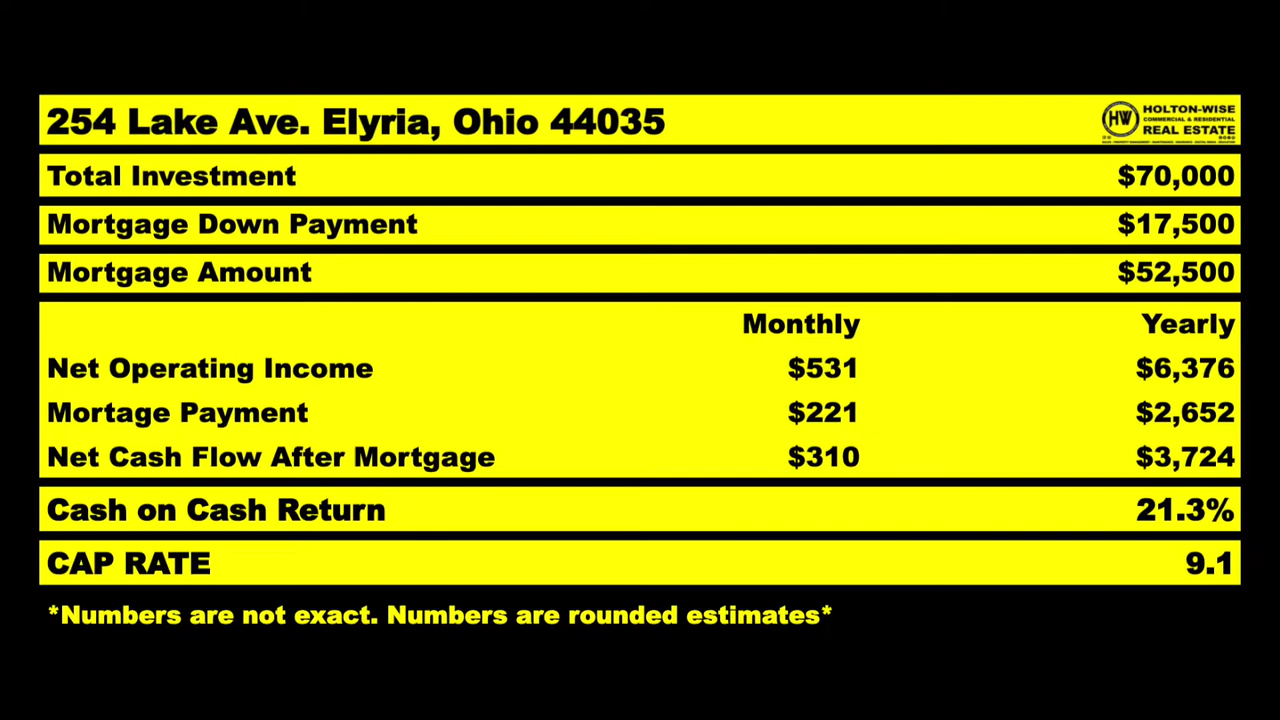 254 Lake Ave. Elyria, Ohio 44035
HW
HOLTON-WISE
COMMERCIAL & RESIDENTIAL
REAL ESTATE
Total Investment $70,000
Mortgage Down Payment $17,500
Mortgage Amount $52,500
Monthly Yearly
Net Operating Income $531 $6,376
Mortage Payment $221 $2,652
Net Cash Flow After Mortgage $310 $3,724
Cash on Cash Return 21.3%
CAP RATE 9.1
*Numbers are not exact. Numbers are rounded estimates*